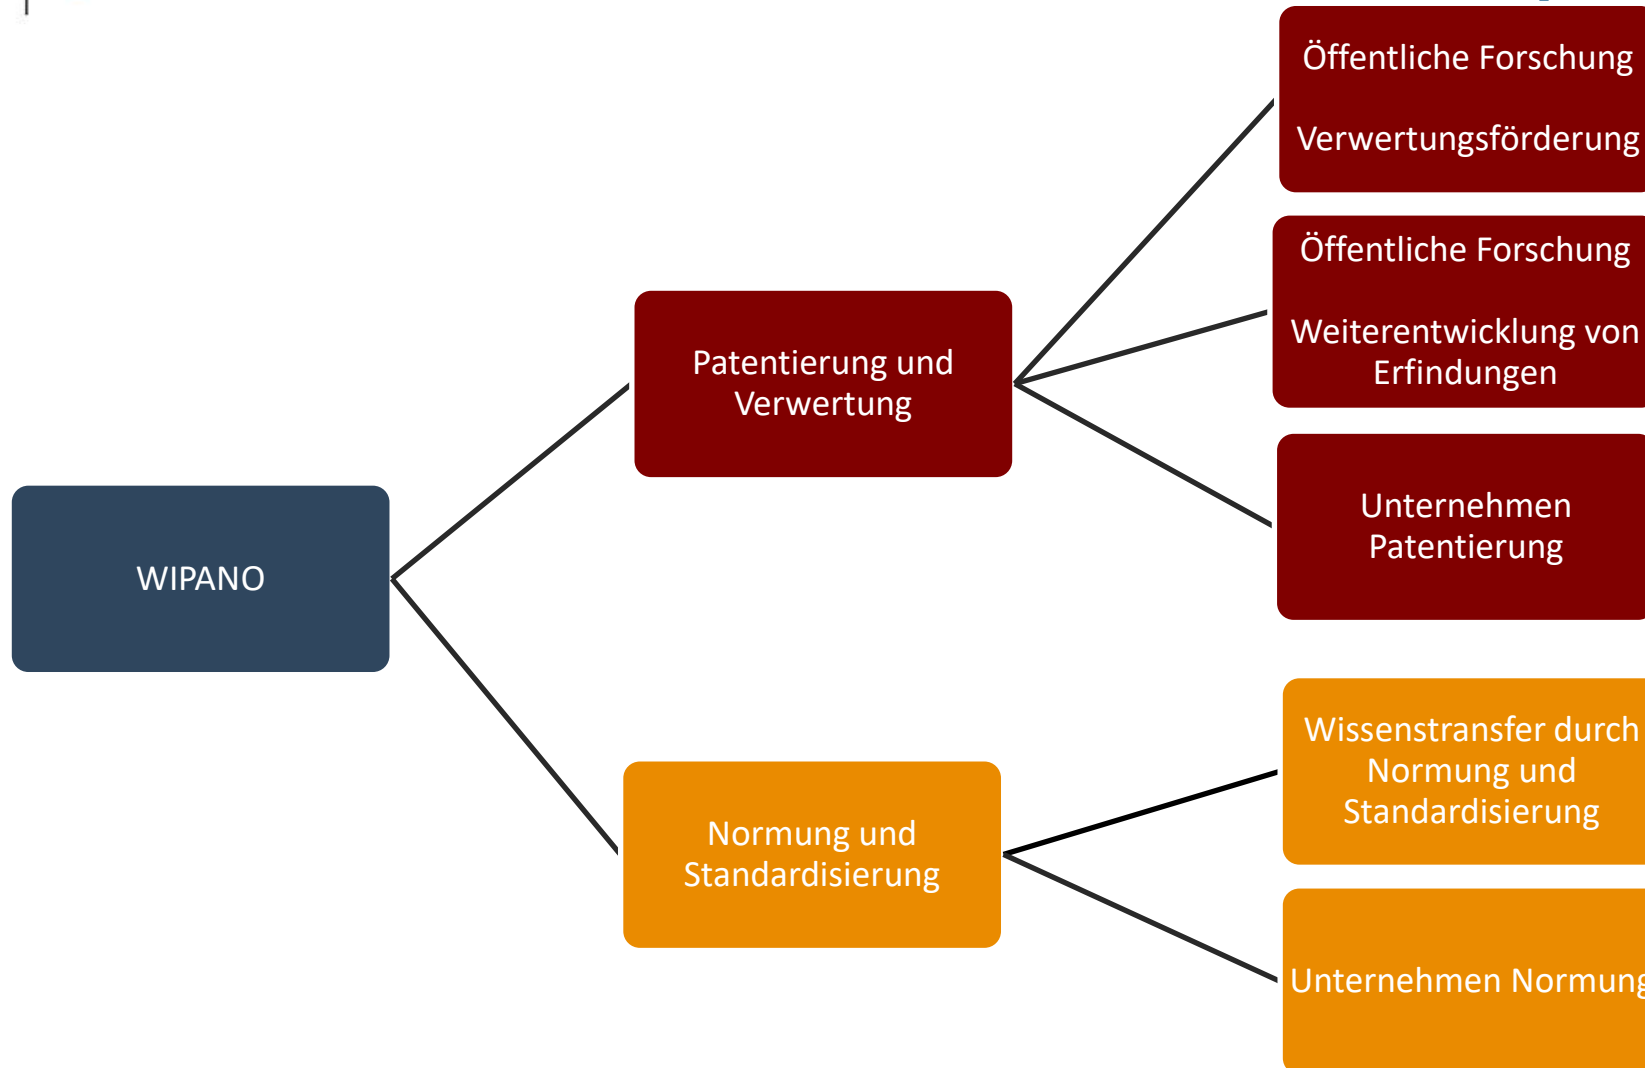 Öffentliche Forschung
Verwertungsförderung
Öffentliche Forschung
Weiterentwicklung von
Erfindungen
Patentierung und
Verwertung
Unternehmen
Patentierung
WIPANO
Wissenstransfer durch
Normung und
Standardisierung
Normung und
Standardisierung
Unternehmen Normung